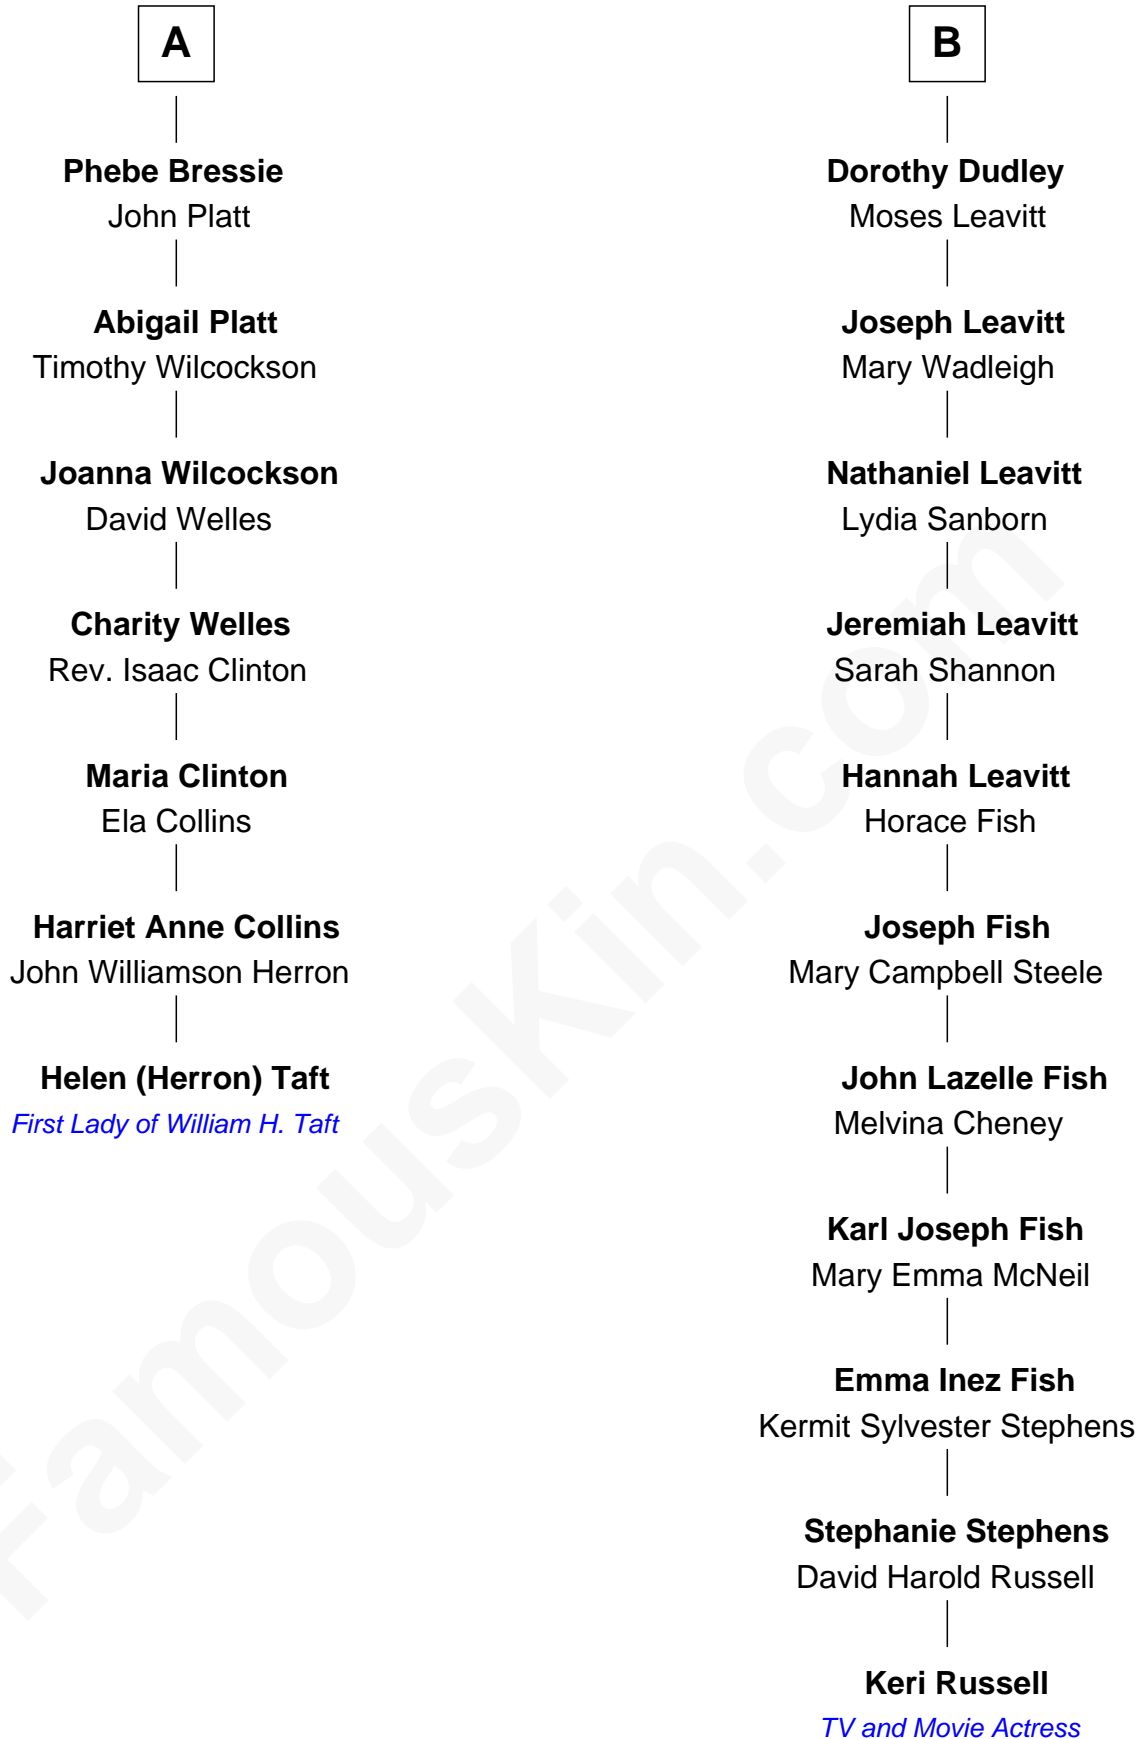 A
Phebe Bressie
John Platt
Abigail Platt
Timothy Wilcockson
Joanna Wilcockson
David Welles
Charity Welles
Rev. Isaac Clinton
Maria Clinton
Ela Collins
Harriet Anne Collins
John Williamson Herron
Helen (Herron) Taft
First Lady of William H. Taft
B
Dorothy Dudley
Moses Leavitt
Joseph Leavitt
Mary Wadleigh
Nathaniel Leavitt
Lydia Sanborn
Jeremiah Leavitt
Sarah Shannon
Hannah Leavitt
Horace Fish
Joseph Fish
Mary Campbell Steele
John Lazelle Fish
Melvina Cheney
Karl Joseph Fish
Mary Emma McNeil
Emma Inez Fish
Kermit Sylvester Stephens
Stephanie Stephens
David Harold Russell
Keri Russell
TV and Movie Actress
FamousKin.com